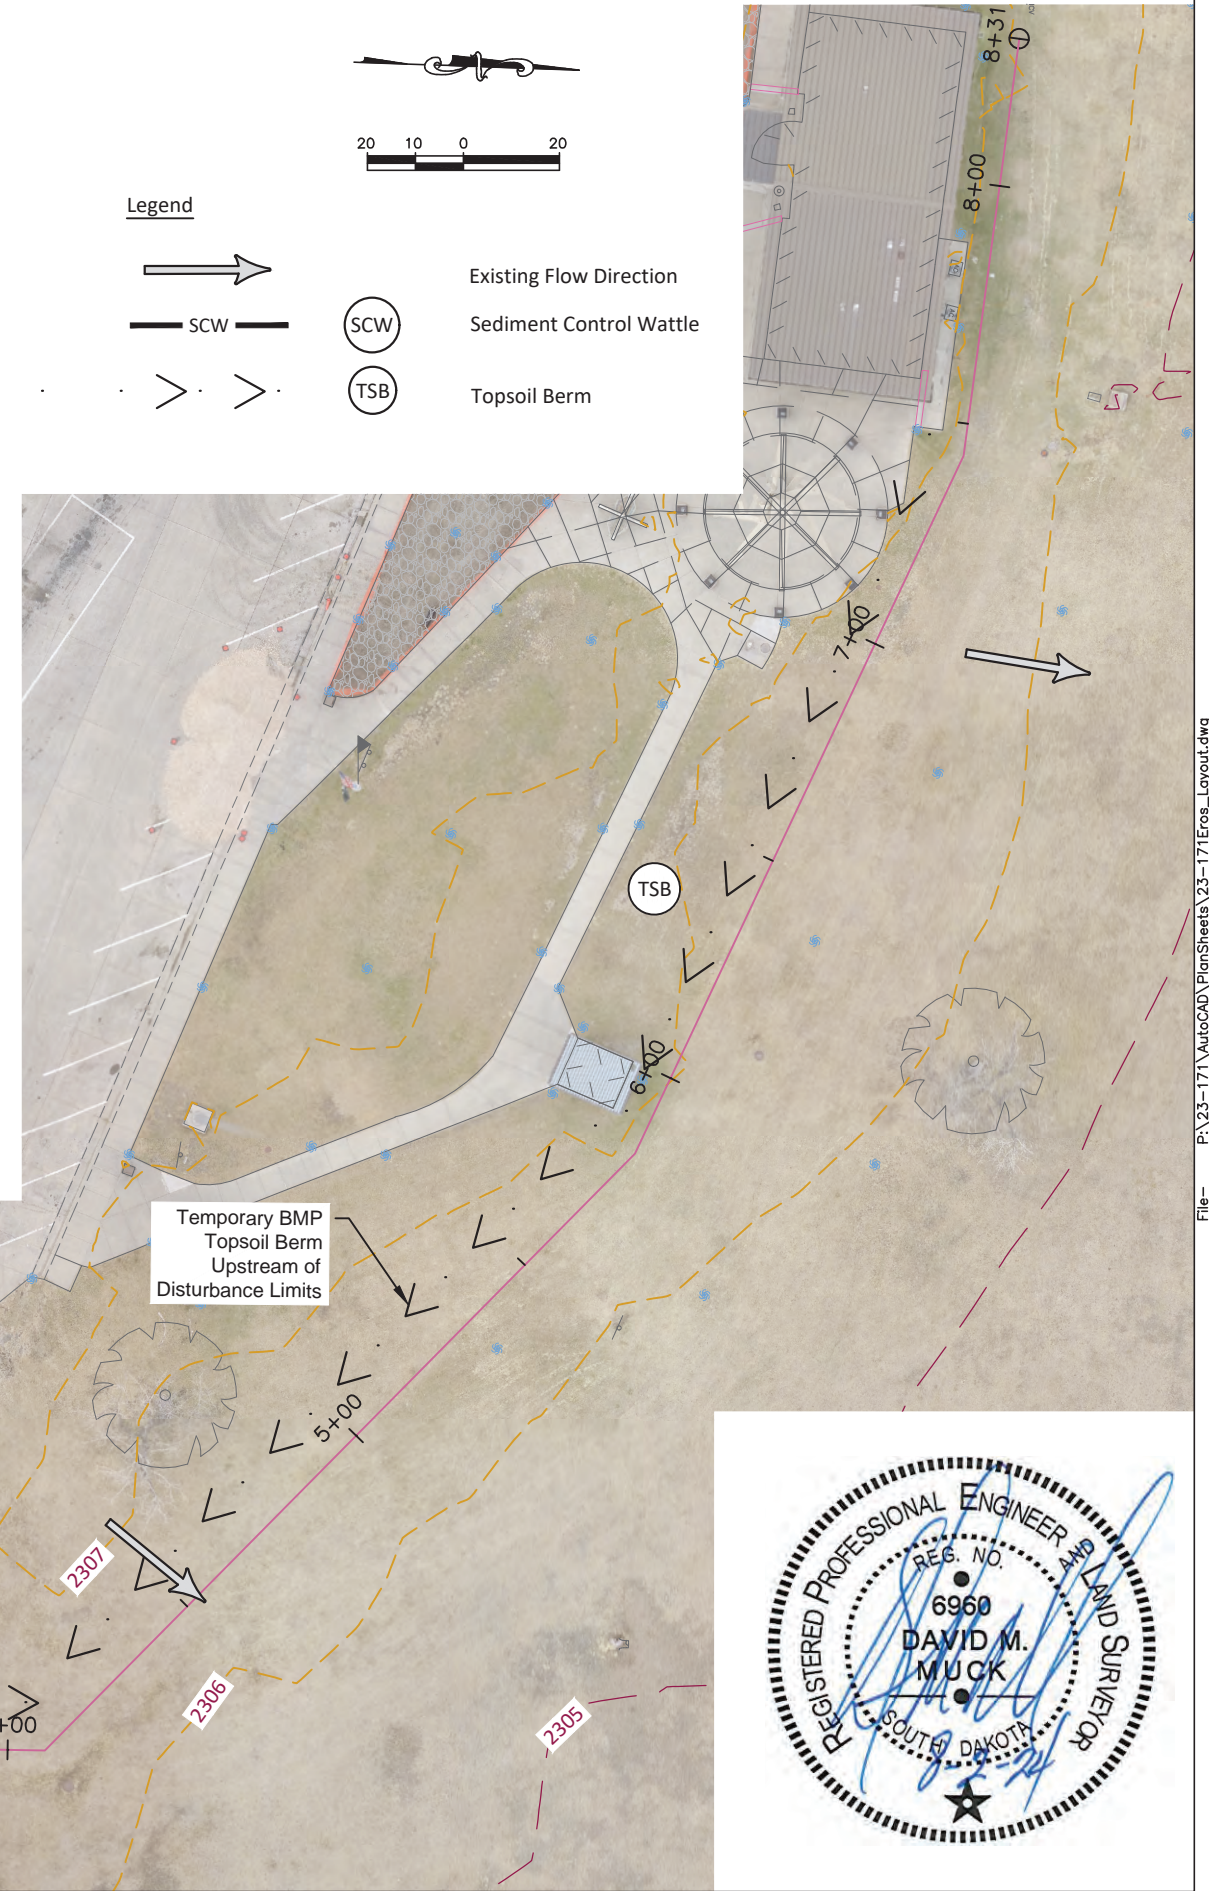 20 10 0 20
Legend
Existing Flow Direction
SCW SCW Sediment Control Wattle
TSB Topsoil Berm
8+31
8+00
7+00
TSB
6+00
Temporary BMP
Topsoil Berm
Upstream of
Disturbance Limits
5+00
2307
2306
2305
+00
REGISTERED PROFESSIONAL ENGINEER AND LAND SURVEYOR
REG. NO.
6960
DAVID M.
MUCK
SOUTH DAKOTA
8-2-24
File- P:\23-171\AutoCAD\PlanSheets\23-171Eros_Layout.dwg